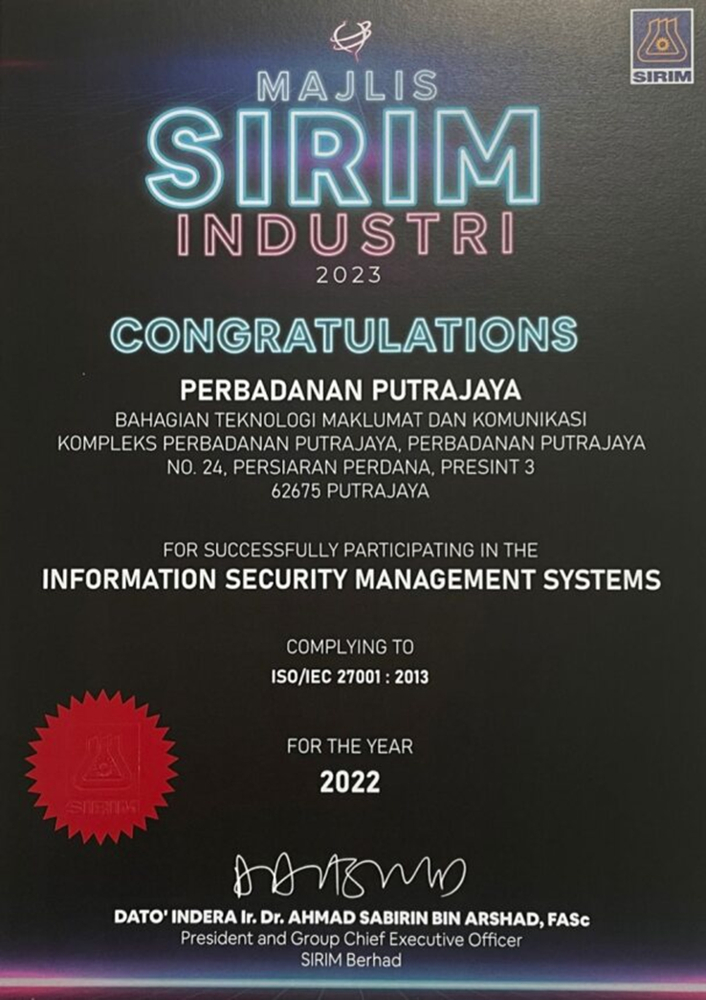 MAJLIS
SIRIM
SIRIM
INDUSTRI
2023
CONGRATULATIONS
PERBADANAN PUTRAJAYA
BAHAGIAN TEKNOLOGI MAKLUMAT DAN KOMUNIKASI
KOMPLEKS PERBADANAN PUTRAJAYA, PERBADANAN PUTRAJAYA
NO. 24, PERSIARAN PERDANA, PRESINT 3
62675 PUTRAJAYA
FOR SUCCESSFULLY PARTICIPATING IN THE
INFORMATION SECURITY MANAGEMENT SYSTEMS
COMPLYING TO
ISO/IEC 27001 : 2013
FOR THE YEAR
2022
SIRIM
DATO' INDERA Ir. Dr. AHMAD SABIRIN BIN ARSHAD, FASc
President and Group Chief Executive Officer
SIRIM Berhad